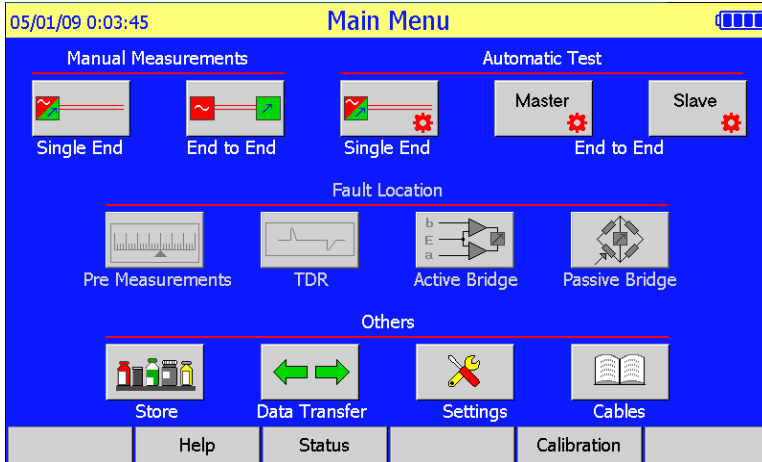 05/01/09 0:03:45 Main Menu
Manual Measurements Automatic Test
Master Slave
Single End End to End Single End End to End
Fault Location
b
E
a
Pre Measurements TDR Active Bridge Passive Bridge
Others
Store Data Transfer Settings Cables
Help Status Calibration